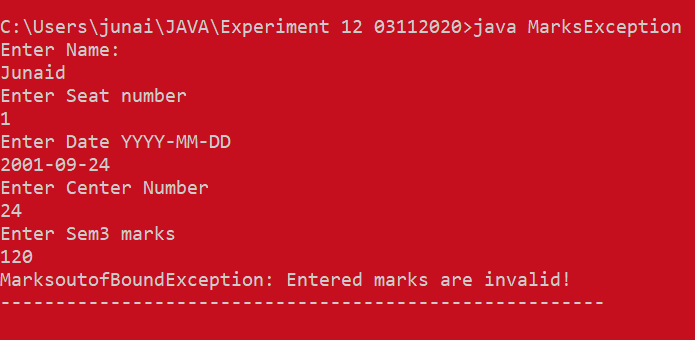 C:\Users\junai\JAVA\Experiment 12 03112020>java MarksException
Enter Name:
Junaid
Enter Seat number
1
Enter Date YYYY-MM-DD
2001-09-24
Enter Center Number
24
Enter Sem3 marks
120
MarksoutofBoundException: Entered marks are invalid!
-------------------------------------------------------